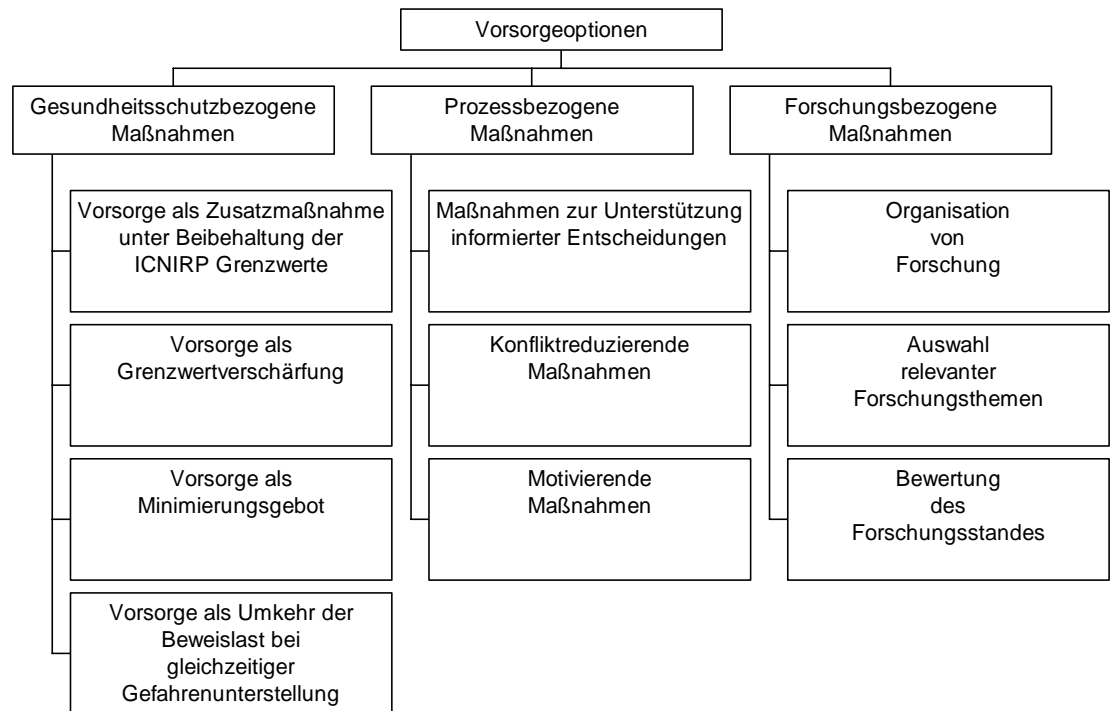 Vorsorgeoptionen
Gesundheitsschutzbezogene
Maßnahmen
Vorsorge als Zusatzmaßnahme
unter Beibehaltung der
ICNIRP Grenzwerte
Vorsorge als
Grenzwertverschärfung
Vorsorge als
Minimierungsgebot
Vorsorge als Umkehr der
Beweislast bei
gleichzeitiger
Gefahrenunterstellung
Prozessbezogene
Maßnahmen
Maßnahmen zur Unterstützung
informierter Entscheidungen
Konfliktreduzierende
Maßnahmen
Motivierende
Maßnahmen
Forschungsbezogene
Maßnahmen
Organisation
von
Forschung
Auswahl
relevanter
Forschungsthemen
Bewertung
des
Forschungsstandes